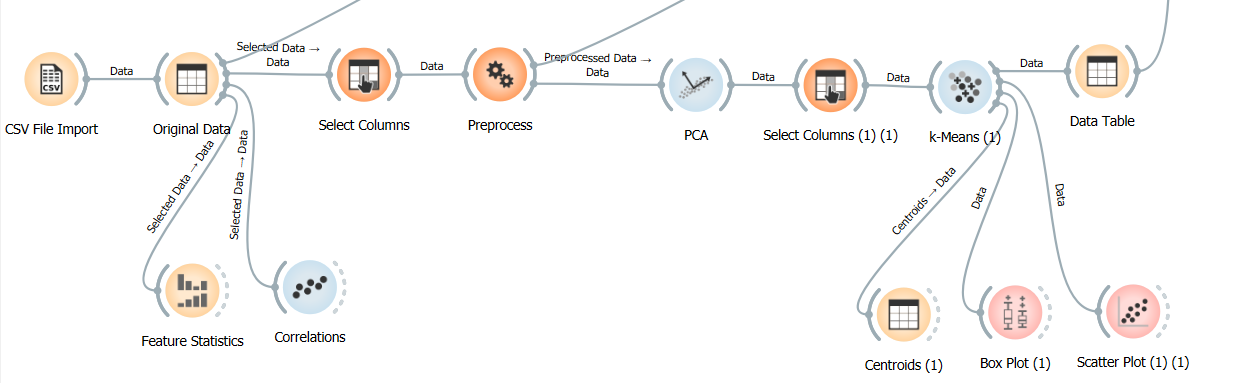 Selected Data → Data
Preprocessed Data → Data
CSV
Data
Data
Data
Data
Data
CSV File Import
Original Data
Select Columns
Preprocess
PCA
Select Columns (1) (1)
k-Means (1)
Data Table
Selected Data → Data
Selected Data → Data
Centroids → Data
Data
Data
Feature Statistics
Correlations
Centroids (1)
Box Plot (1)
Scatter Plot (1) (1)